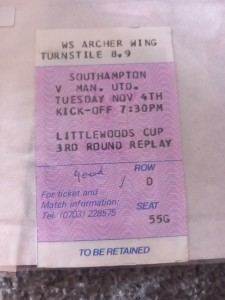 WS ARCHER WING
TURNSTILE 8.9
SOUTHAMPTON
V MAN. UTD.
TUESDAY NOV 4TH
KICK-OFF 7:30PM
LITTLEWOODS CUP
3RD ROUND REPLAY
ROW
D
For ticket and
Match information:
Tel: (0703) 228575
SEAT
55G
TO BE RETAINED